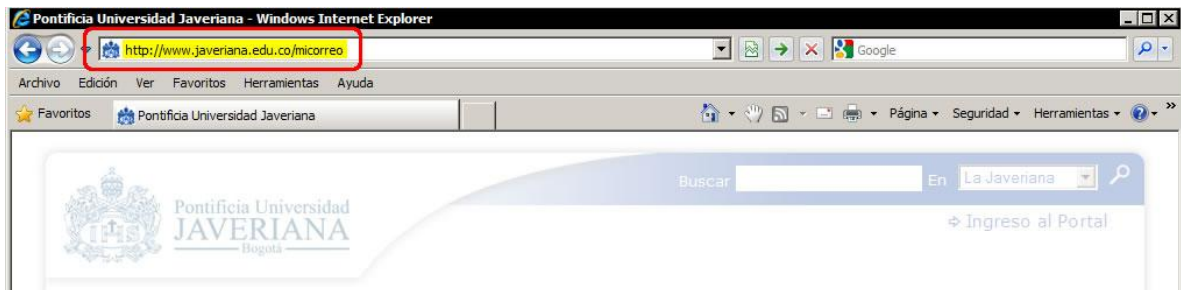 Pontificia Universidad Javeriana - Windows Internet Explorer
http://www.javeriana.edu.co/micorreo Google
Archivo Edición Ver Favoritos Herramientas Ayuda
Favoritos Pontificia Universidad Javeriana Página Seguridad Herramientas »
Buscar En La Javeriana
Pontificia Universidad
JAVERIANA
Bogotá
IHS
Ingreso al Portal